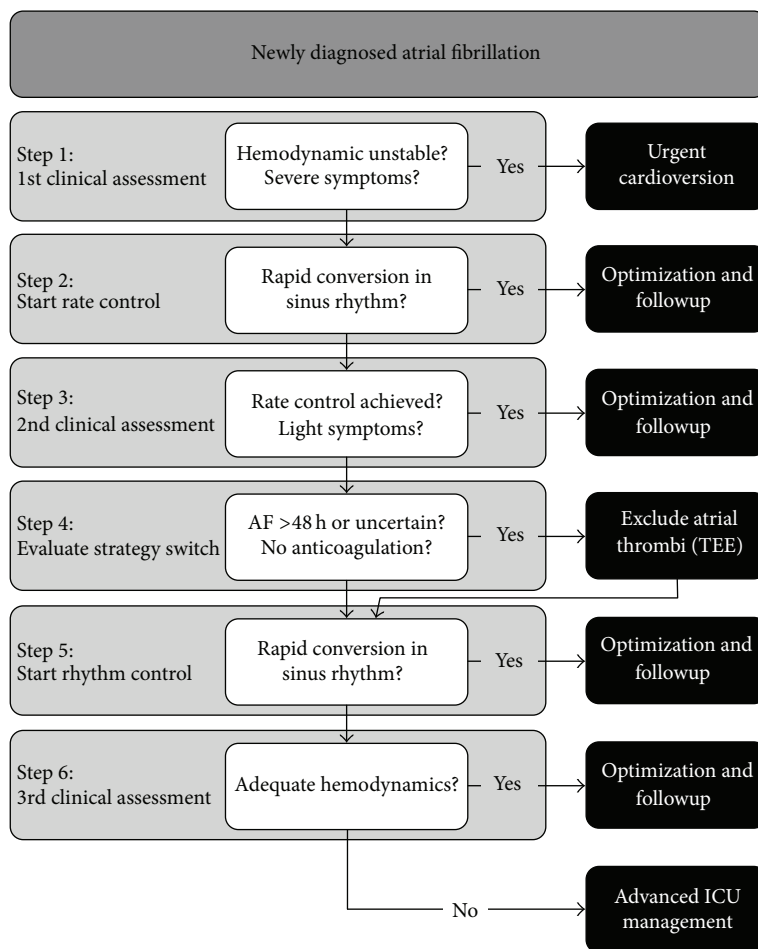 Newly diagnosed atrial fibrillation
Step 1:
1st clinical assessment
Hemodynamic unstable?
Severe symptoms?
Yes
Urgent
cardioversion
Step 2:
Start rate control
Rapid conversion in
sinus rhythm?
Yes
Optimization and
followup
Step 3:
2nd clinical assessment
Rate control achieved?
Light symptoms?
Yes
Optimization and
followup
Step 4:
Evaluate strategy switch
AF >48 h or uncertain?
No anticoagulation?
Yes
Exclude atrial
thrombi (TEE)
Step 5:
Start rhythm control
Rapid conversion in
sinus rhythm?
Yes
Optimization and
followup
Step 6:
3rd clinical assessment
Adequate hemodynamics?
Yes
Optimization and
followup
No
Advanced ICU
management